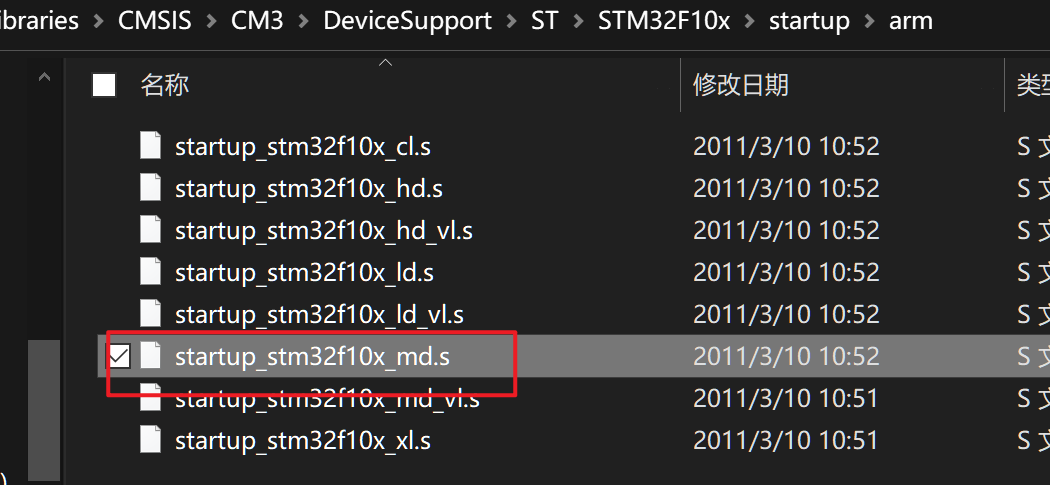 ibraries > CMSIS > CM3 > DeviceSupport > ST > STM32F10x > startup > arm
名称 修改日期 类型
startup_stm32f10x_cl.s 2011/3/10 10:52 S 文
startup_stm32f10x_hd.s 2011/3/10 10:52 S 文
startup_stm32f10x_hd_vl.s 2011/3/10 10:52 S 文
startup_stm32f10x_ld.s 2011/3/10 10:52 S 文
startup_stm32f10x_ld_vl.s 2011/3/10 10:52 S 文
startup_stm32f10x_md.s 2011/3/10 10:52 S 文
startup_stm32f10x_md_vl.s 2011/3/10 10:51 S 文
startup_stm32f10x_xl.s 2011/3/10 10:51 S 文
)